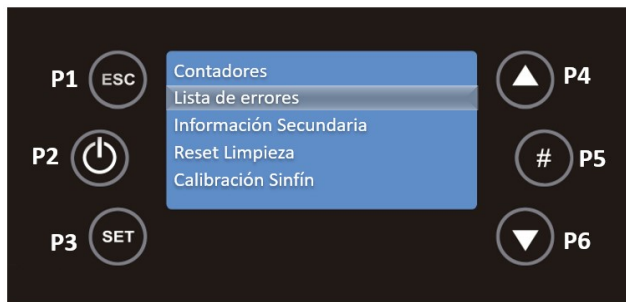 P1 ESC
P2
P3 SET
Contadores
Lista de errores
Información Secundaria
Reset Limpieza
Calibración Sinfín
P4
# P5
P6